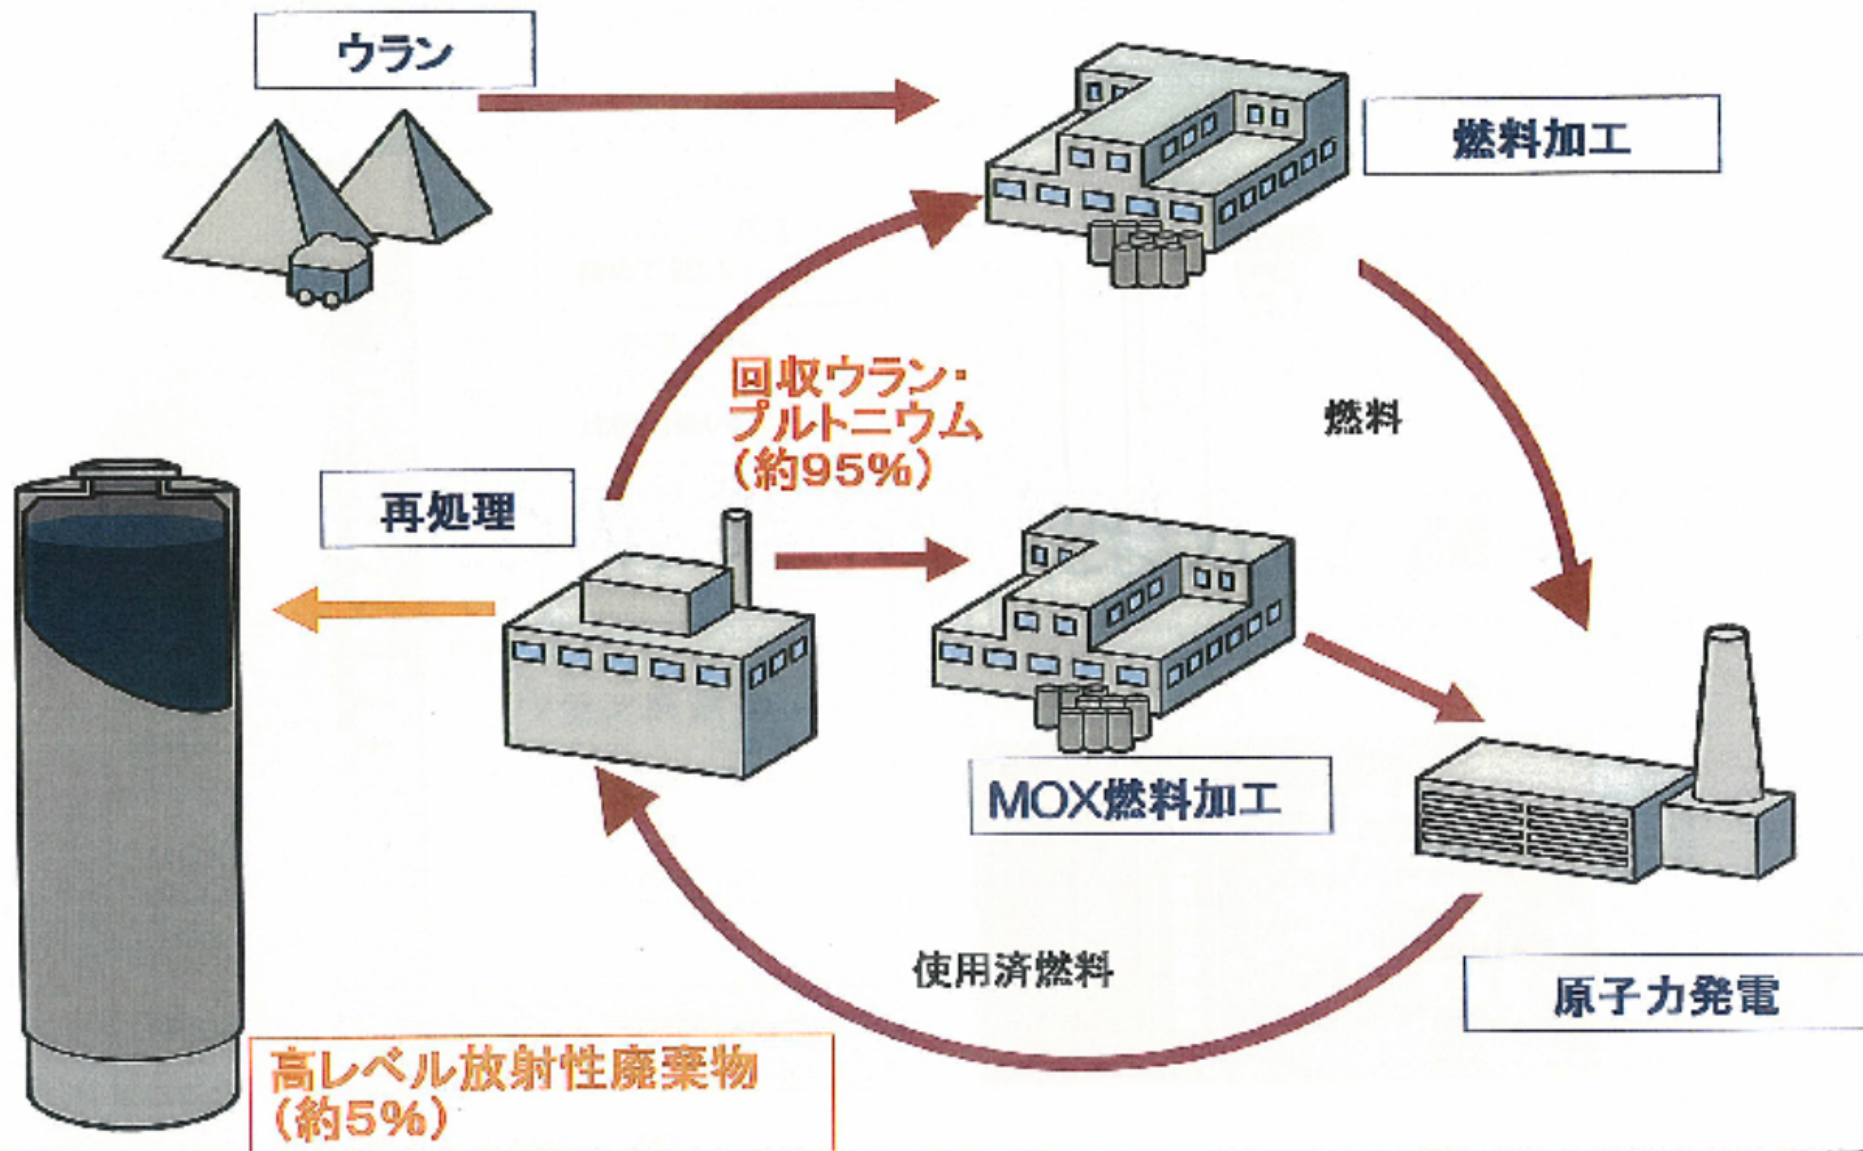 ウラン
燃料加工
回収ウラン・
プルトニウム
(約95%)
燃料
再処理
MOX燃料加工
使用済燃料
原子力発電
高レベル放射性廃棄物
(約5%)